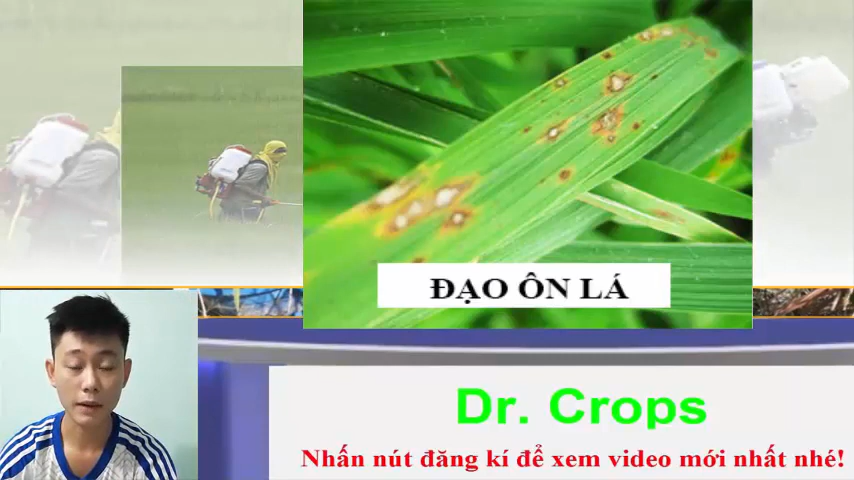 ĐẠO ÔN LÁ
Dr. Crops
Nhấn nút đăng kí để xem video mới nhất nhé!